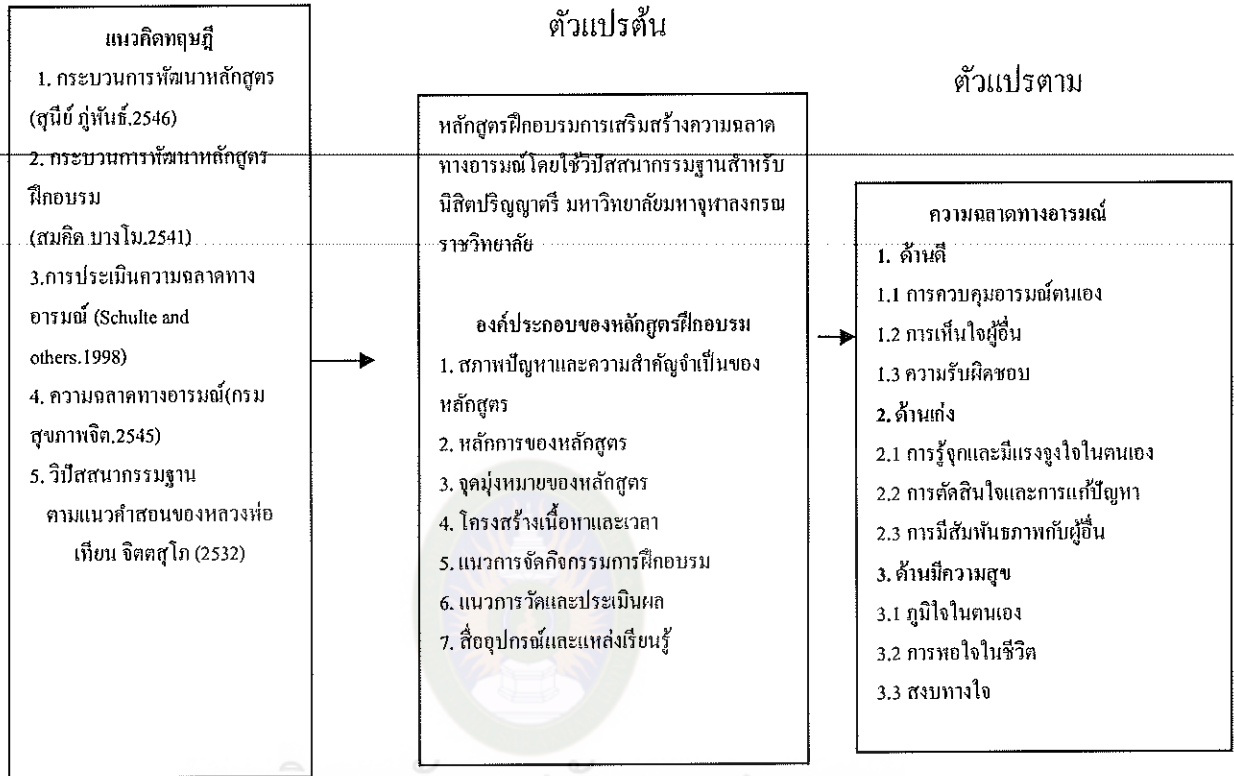 แนวคิดทฤษฎี
1. กระบวนการพัฒนาหลักสูตร
(สุนีย์ ภู่พันธ์,2546)
2. กระบวนการพัฒนาหลักสูตร
ฝึกอบรม
(สมคิด บางโม,2541)
3.การประเมินความฉลาดทาง
อารมณ์ (Schulte and
others.1998)
4. ความฉลาดทางอารมณ์(กรม
สุขภาพจิต.2545)
5. วิปัสสนากรรมฐาน
ตามแนวคำสอนของหลวงพ่อ
เทียน จิตตสุโภ (2532)
ตัวแปรต้น
หลักสูตรฝึกอบรมการเสริมสร้างความฉลาด
ทางอารมณ์โดยใช้วิปัสสนากรรมฐานสำหรับ
นิสิตปริญญาตรี มหาวิทยาลัยมหาจุฬาลงกรณ
ราชวิทยาลัย
องค์ประกอบของหลักสูตรฝึกอบรม
1. สภาพปัญหาและความสำคัญจำเป็นของ
หลักสูตร
2. หลักการของหลักสูตร
3. จุดมุ่งหมายของหลักสูตร
4. โครงสร้างเนื้อหาและเวลา
5. แนวการจัดกิจกรรมการฝึกอบรม
6. แนวการวัดและประเมินผล
7. สื่ออุปกรณ์และแหล่งเรียนรู้
ตัวแปรตาม
ความฉลาดทางอารมณ์
1. ด้านดี
1.1 การควบคุมอารมณ์ตนเอง
1.2 การเห็นใจผู้อื่น
1.3 ความรับผิดชอบ
2. ด้านเก่ง
2.1 การรู้จักและมีแรงจูงใจในตนเอง
2.2 การตัดสินใจและการแก้ปัญหา
2.3 การมีสัมพันธภาพกับผู้อื่น
3. ด้านมีความสุข
3.1 ภูมิใจในตนเอง
3.2 การพอใจในชีวิต
3.3 สงบทางใจ